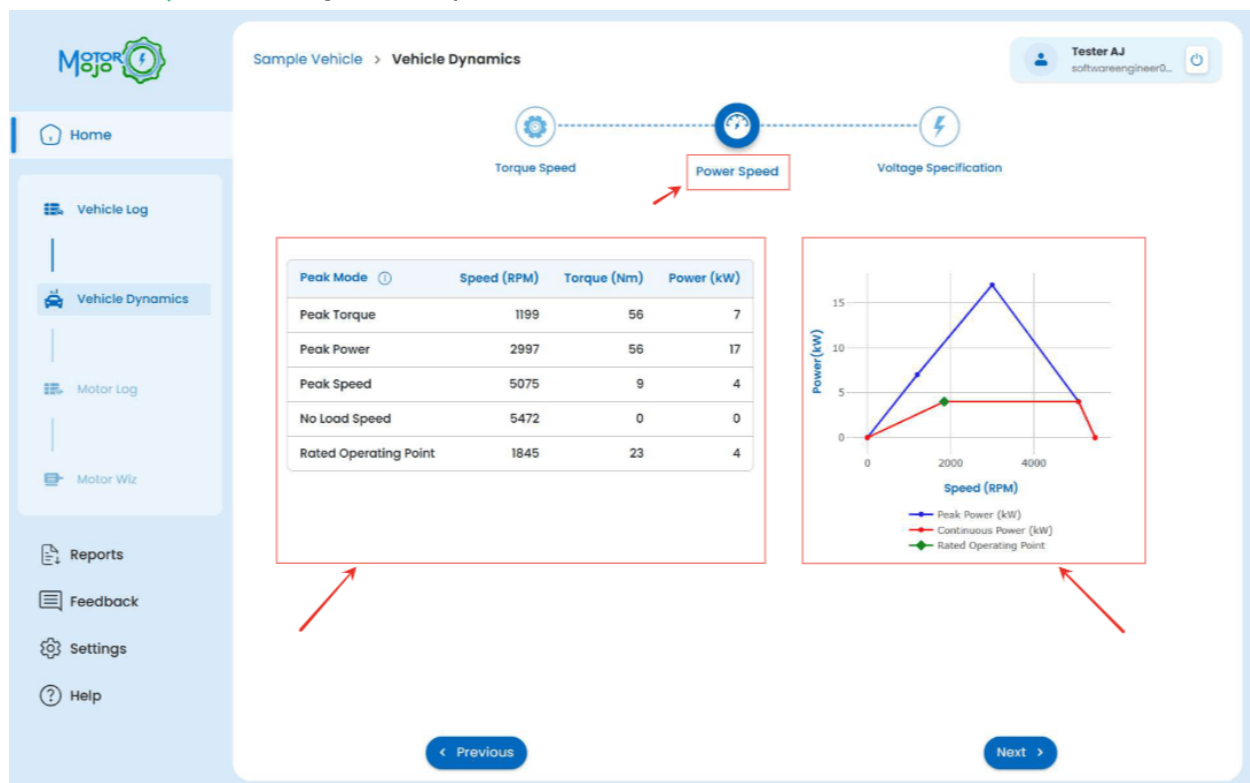 MOTOR
MOJO
Sample Vehicle > Vehicle Dynamics
Tester AJ
softwareengineer0...
Home
Torque Speed
Power Speed
Voltage Specification
Vehicle Log
Vehicle Dynamics
Motor Log
Motor Wiz
Reports
Feedback
Settings
Help
Peak Mode Speed (RPM) Torque (Nm) Power (kW)
Peak Torque 1199 56 7
Peak Power 2997 56 17
Peak Speed 5075 9 4
No Load Speed 5472 0 0
Rated Operating Point 1845 23 4
Power(kW)
15
10
5
0
0 2000 4000
Speed (RPM)
Peak Power (kW)
Continuous Power (kW)
Rated Operating Point
< Previous
Next >